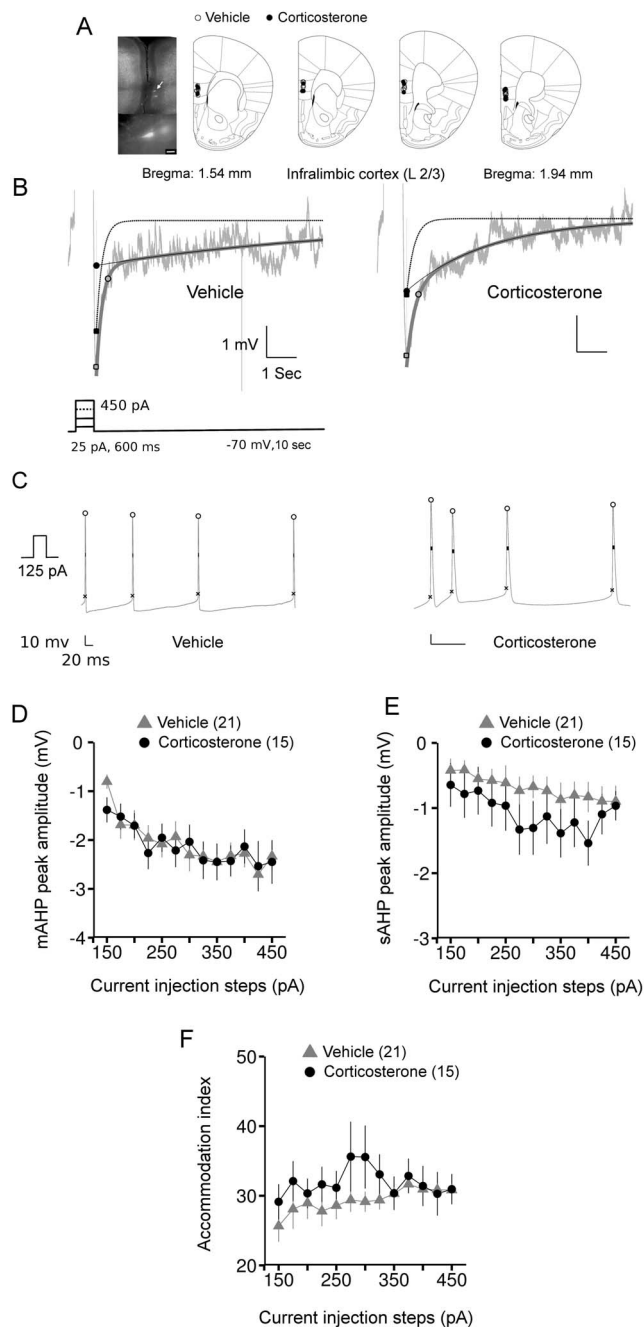 ○ Vehicle ● Corticosterone
A
Bregma: 1.54 mm Infralimbic cortex (L 2/3) Bregma: 1.94 mm
B
Vehicle
Corticosterone
1 mV
1 Sec
450 pA
25 pA, 600 ms
-70 mV,10 sec
C
125 pA
10 mv
20 ms
Vehicle
Corticosterone
D
Vehicle (21)
Corticosterone (15)
mAHP peak amplitude (mV)
0
-1
-2
-3
-4
150 250 350 450
Current injection steps (pA)
E
Vehicle (21)
Corticosterone (15)
sAHP peak amplitude (mV)
0
-1
-2
-3
150 250 350 450
Current injection steps (pA)
F
Vehicle (21)
Corticosterone (15)
Accommodation index
50
40
30
20
150 250 350 450
Current injection steps (pA)